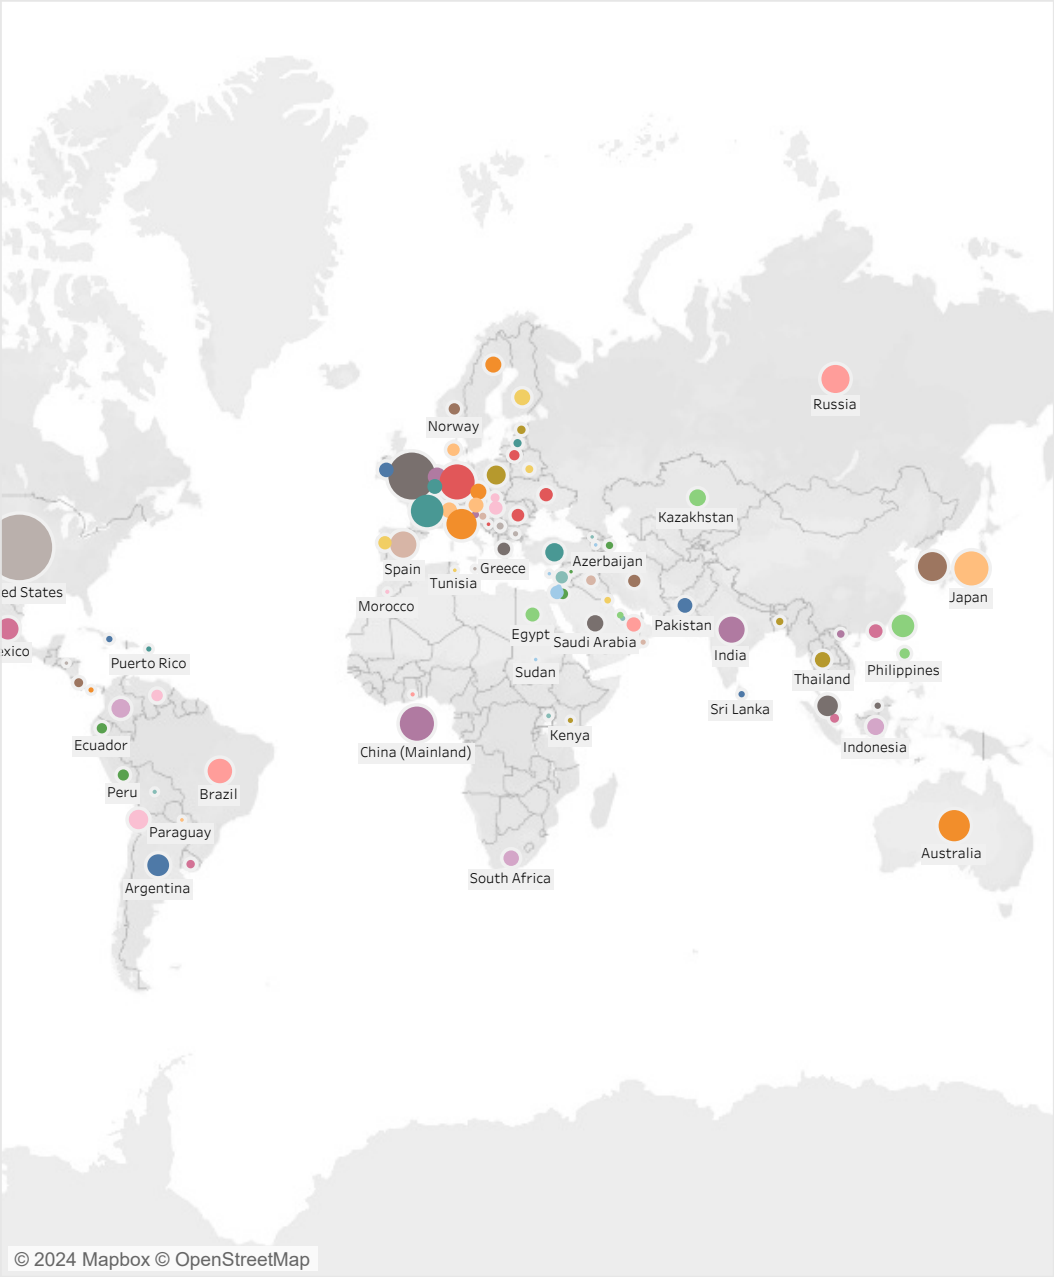 Russia
Norway
Kazakhstan
Azerbaijan
Greece
Spain
Tunisia
ed States
Japan
Morocco
Pakistan
Egypt
Saudi Arabia
exico
India
Puerto Rico
Philippines
Sudan
Thailand
Sri Lanka
Kenya
Ecuador
Indonesia
China (Mainland)
Peru
Brazil
Paraguay
Australia
South Africa
Argentina
© 2024 Mapbox © OpenStreetMap